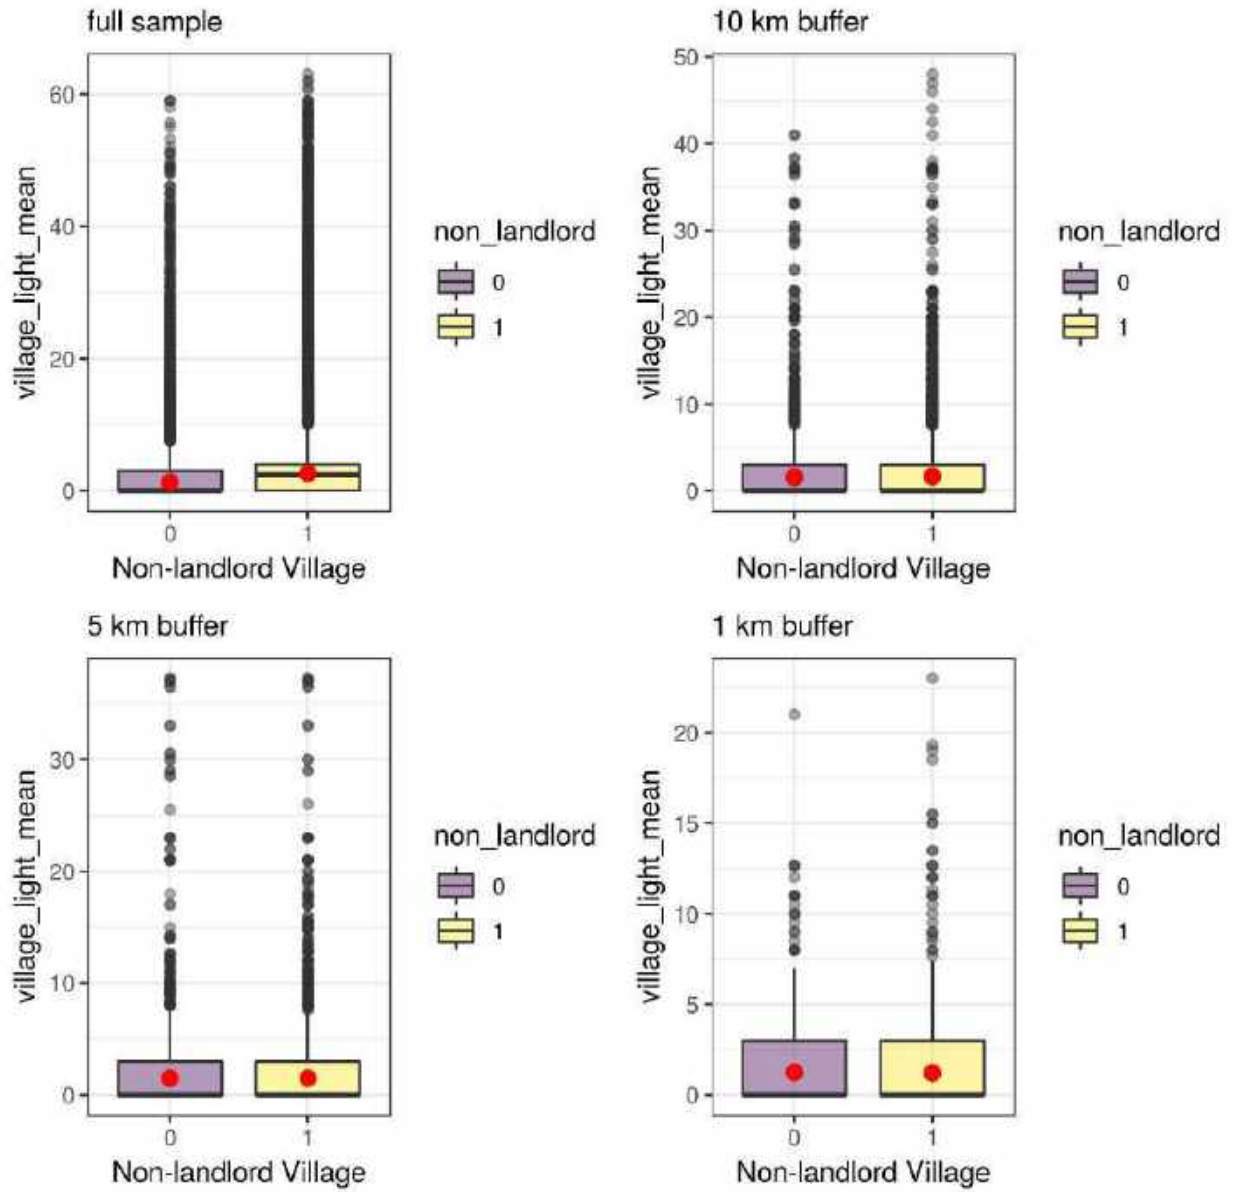 full sample
village_light_mean
60
40
20
0
0
1
Non-landlord Village
non_landlord
0
1
10 km buffer
village_light_mean
50
40
30
20
10
0
0
1
Non-landlord Village
non_landlord
0
1
5 km buffer
village_light_mean
30
20
10
0
0
1
Non-landlord Village
non_landlord
0
1
1 km buffer
village_light_mean
20
15
10
5
0
0
1
Non-landlord Village
non_landlord
0
1